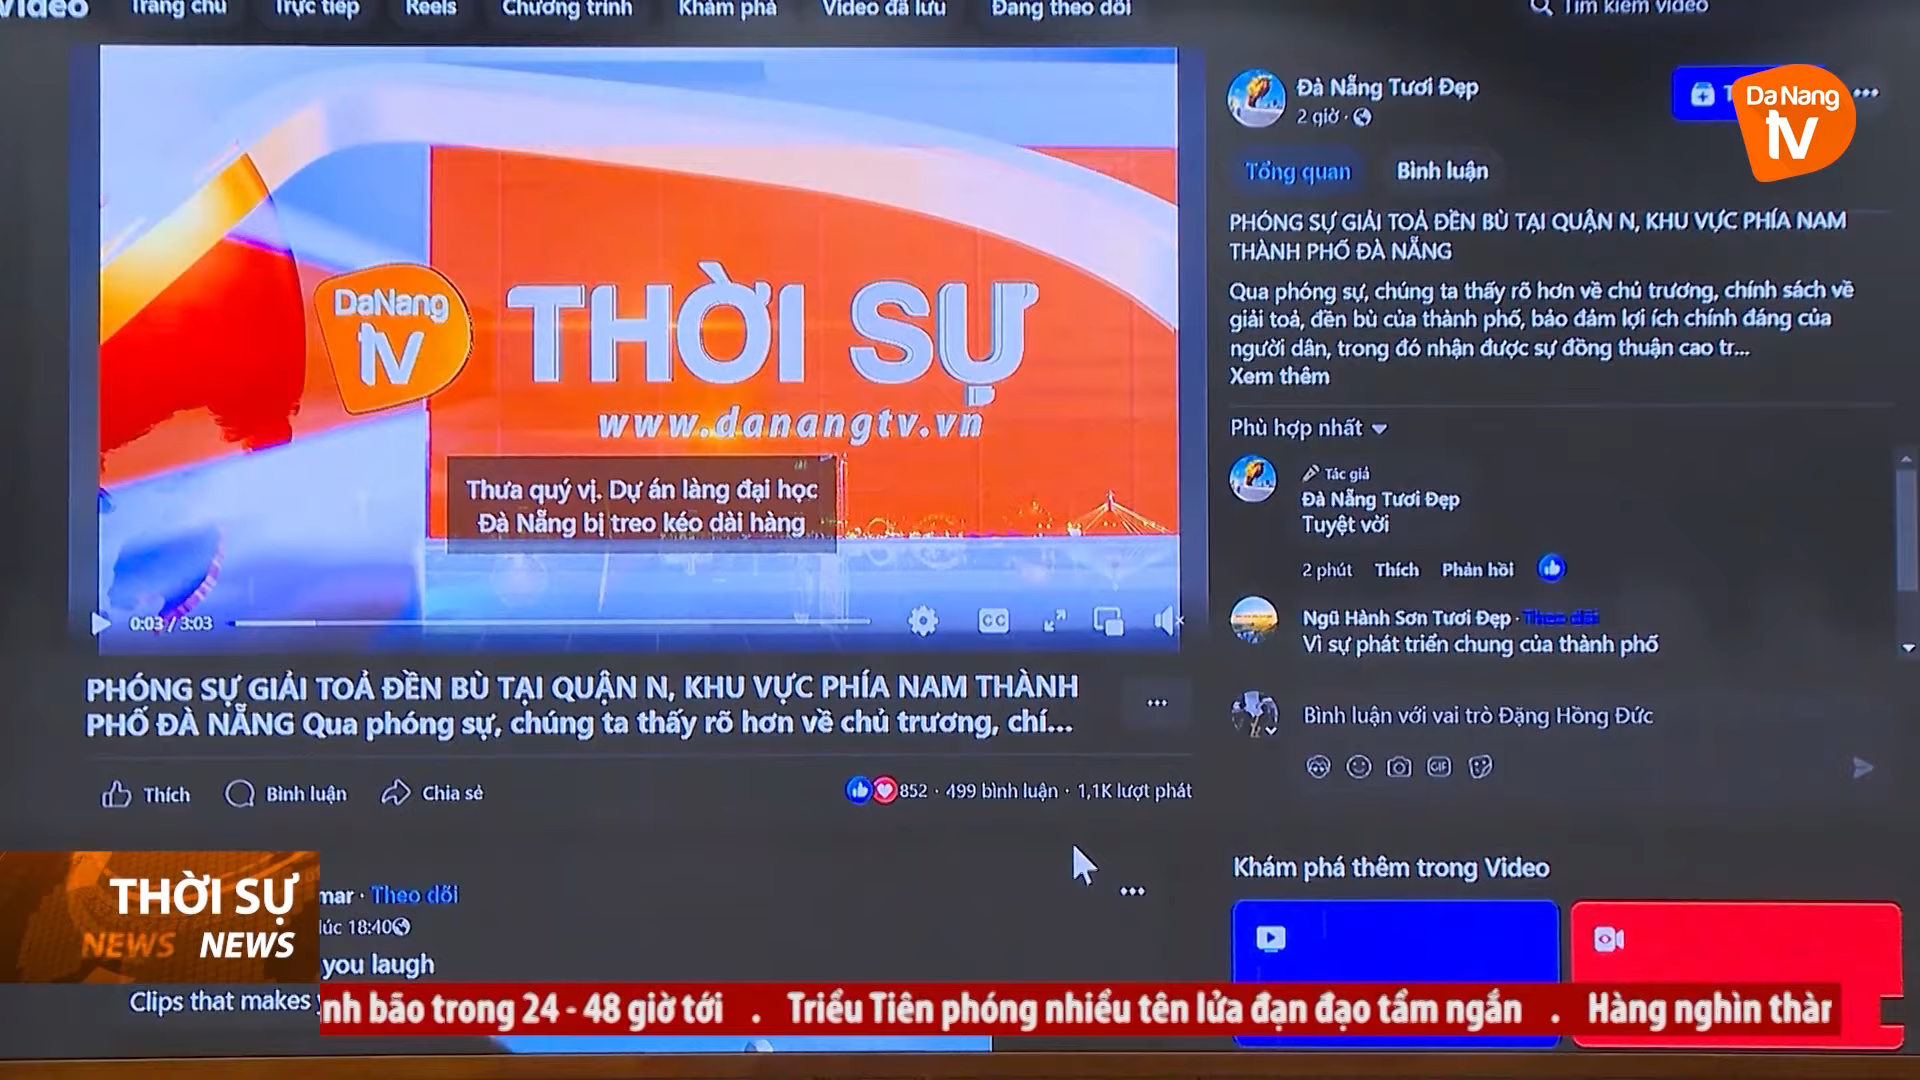 Video
Trang chủ
Trực tiếp
Reels
Chương trình
Khám phá
Video đã lưu
Đang theo dõi
Tìm kiếm video
DaNang
tv
THỜI SỰ
www.danangtv.vn
Thưa quý vị. Dự án làng đại học
Đà Nẵng bị treo kéo dài hàng
0:03 / 3:03
CC
PHÓNG SỰ GIẢI TOẢ ĐỀN BÙ TẠI QUẬN N, KHU VỰC PHÍA NAM THÀNH
PHỐ ĐÀ NẴNG Qua phóng sự, chúng ta thấy rõ hơn về chủ trương, chí...
Thích
Bình luận
Chia sẻ
852 · 499 bình luận · 1,1K lượt phát
Đà Nẵng Tươi Đẹp
2 giờ ·
Da Nang
tv
Tổng quan
Bình luận
PHÓNG SỰ GIẢI TOẢ ĐỀN BÙ TẠI QUẬN N, KHU VỰC PHÍA NAM
THÀNH PHỐ ĐÀ NẴNG
Qua phóng sự, chúng ta thấy rõ hơn về chủ trương, chính sách về
giải toả, đền bù của thành phố, bảo đảm lợi ích chính đáng của
người dân, trong đó nhận được sự đồng thuận cao tr...
Xem thêm
Phù hợp nhất
Tác giả
Đà Nẵng Tươi Đẹp
Tuyệt vời
2 phút Thích Phản hồi
Ngũ Hành Sơn Tươi Đẹp · Theo dõi
Vì sự phát triển chung của thành phố
Bình luận với vai trò Đặng Hồng Đức
GIF
Khám phá thêm trong Video
mar · Theo dõi
lúc 18:40
you laugh
Clips that makes
THỜI SỰ
NEWS NEWS
nh bão trong 24 - 48 giờ tới . Triều Tiên phóng nhiều tên lửa đạn đạo tầm ngắn . Hàng nghìn thàr